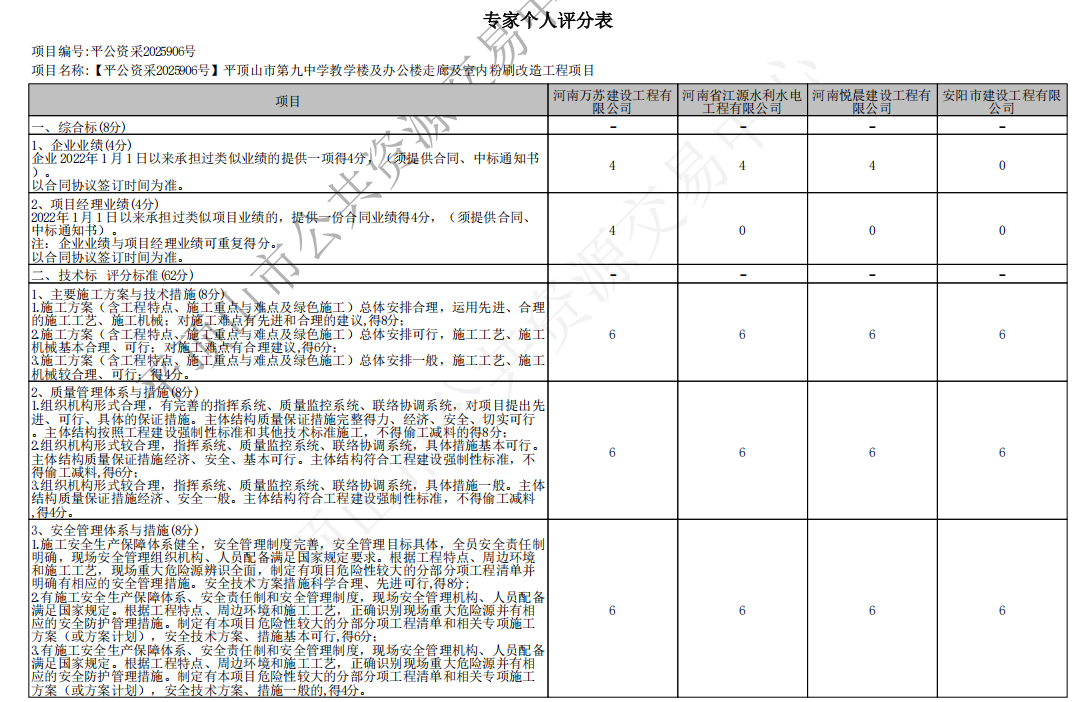 专家个人评分表
项目编号:平公资采2025906号
项目名称:【平公资采2025906号】平顶山市第九中学教学楼及办公楼走廊及室内粉刷改造工程项目
项目
河南万苏建设工程有
限公司
河南省江源水利水电
工程有限公司
河南悦晨建设工程有
限公司
安阳市建设工程有限
公司
一、综合标(8分)
-
-
-
-
1、企业业绩(4分)
企业 2022年 1 月 1 日以来承担过类似业绩的提供一项得4分，（须提供合同、中标通知书
）。
以合同协议签订时间为准。
4
4
4
0
2、项目经理业绩(4分)
2022年 1 月 1 日以来承担过类似项目业绩的，提供一份合同业绩得4分，（须提供合同、
中标通知书）。
注：企业业绩与项目经理业绩可重复得分。
以合同协议签订时间为准。
4
0
0
0
二、技术标 评分标准(62分)
-
-
-
-
1、主要施工方案与技术措施(8分)
1.施工方案（含工程特点、施工重点与难点及绿色施工）总体安排合理，运用先进、合理
的施工工艺、施工机械；对施工难点有先进和合理的建议,得8分；
2.施工方案（含工程特点、施工重点与难点及绿色施工）总体安排可行，施工工艺、施工
机械基本合理、可行；对施工难点有合理建议,得6分；
3.施工方案（含工程特点、施工重点与难点及绿色施工）总体安排一般，施工工艺、施工
机械较合理、可行；得4分。
6
6
6
6
2、质量管理体系与措施(8分)
1.组织机构形式合理，有完善的指挥系统、质量监控系统、联络协调系统，对项目提出先
进、可行、具体的保证措施。主体结构质量保证措施完整得力、经济、安全、切实可行
。主体结构按照工程建设强制性标准和其他技术标准施工，不得偷工减料的得8分；
2.组织机构形式较合理，指挥系统、质量监控系统、联络协调系统，具体措施基本可行。
主体结构质量保证措施经济、安全、基本可行。主体结构符合工程建设强制性标准，不
得偷工减料,得6分；
3.组织机构形式较合理，指挥系统、质量监控系统、联络协调系统，具体措施一般。主体
结构质量保证措施经济、安全一般。主体结构符合工程建设强制性标准，不得偷工减料
,得4分。
6
6
6
6
3、安全管理体系与措施(8分)
1.施工安全生产保障体系健全，安全管理制度完善，安全管理目标具体，全员安全责任制
明确，现场安全管理组织机构、人员配备满足国家规定要求。根据工程特点、周边环境
和施工工艺，现场重大危险源辨识全面，制定有项目危险性较大的分部分项工程清单并
明确有相应的安全管理措施。安全技术方案措施科学合理、先进可行,得8分；
2.有施工安全生产保障体系、安全责任制和安全管理制度，现场安全管理机构、人员配备
满足国家规定。根据工程特点、周边环境和施工工艺，正确识别现场重大危险源并有相
应的安全防护管理措施。制定有本项目危险性较大的分部分项工程清单和相关专项施工
方案（或方案计划），安全技术方案、措施基本可行,得6分；
3.有施工安全生产保障体系、安全责任制和安全管理制度，现场安全管理机构、人员配备
满足国家规定。根据工程特点、周边环境和施工工艺，正确识别现场重大危险源并有相
应的安全防护管理措施。制定有本项目危险性较大的分部分项工程清单和相关专项施工
方案（或方案计划），安全技术方案、措施一般的,得4分。
6
6
6
6
平顶山市公共资源交易中
顶山市公共资源交易中心